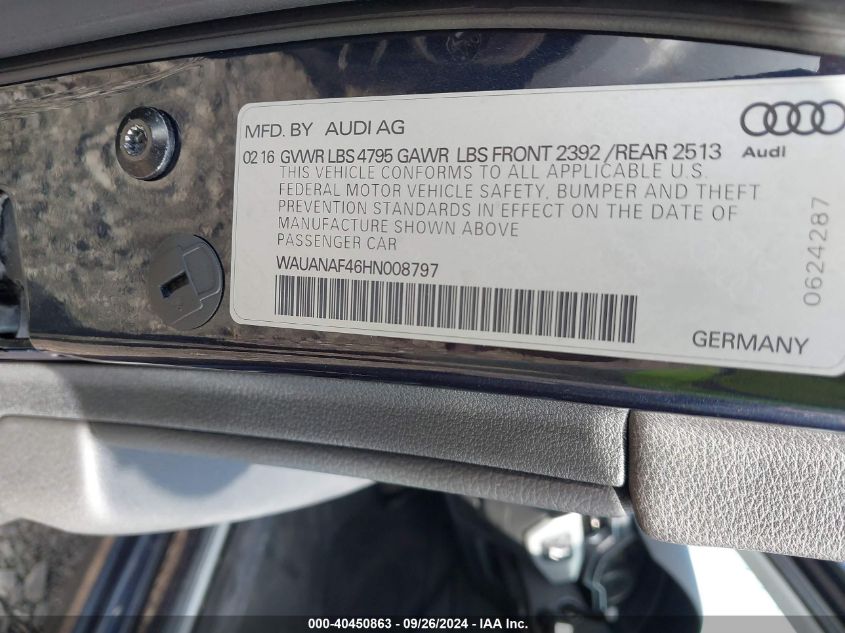 MFD. BY AUDI AG
02 16 GVWR LBS 4795 GAWR LBS FRONT 2392 /REAR 2513
THIS VEHICLE CONFORMS TO ALL APPLICABLE U.S.
FEDERAL MOTOR VEHICLE SAFETY, BUMPER AND THEFT
PREVENTION STANDARDS IN EFFECT ON THE DATE OF
MANUFACTURE SHOWN ABOVE
PASSENGER CAR
WAUANAF46HN008797
Audi
0624287
GERMANY
000-40450863 - 09/26/2024 - IAA Inc.